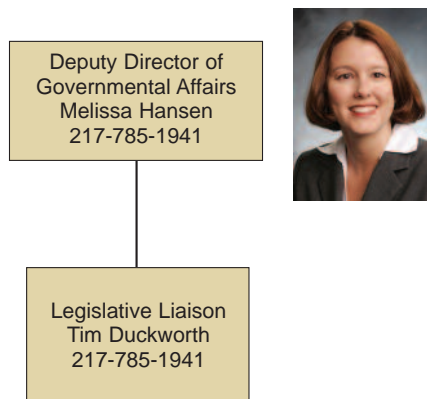 Deputy Director of
Governmental Affairs
Melissa Hansen
217-785-1941
Legislative Liaison
Tim Duckworth
217-785-1941